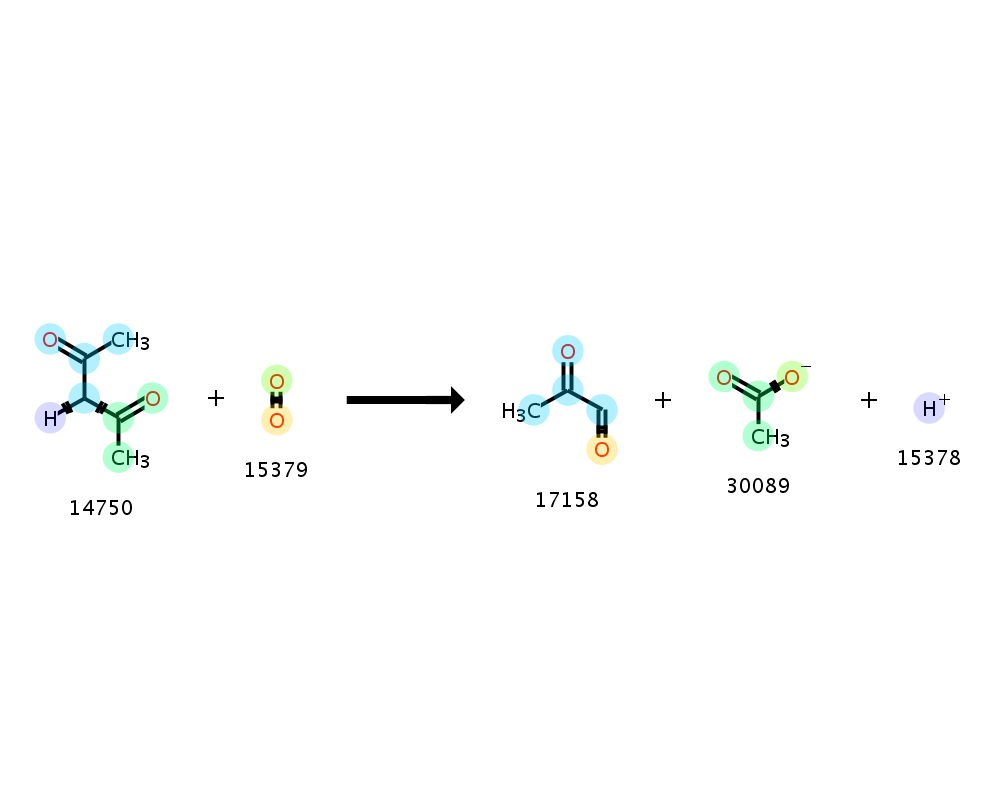 O CH3
H O
CH3
14750
+
O
O
15379
O
H3C
O
17158
+
O O−
CH3
30089
+
H+
15378